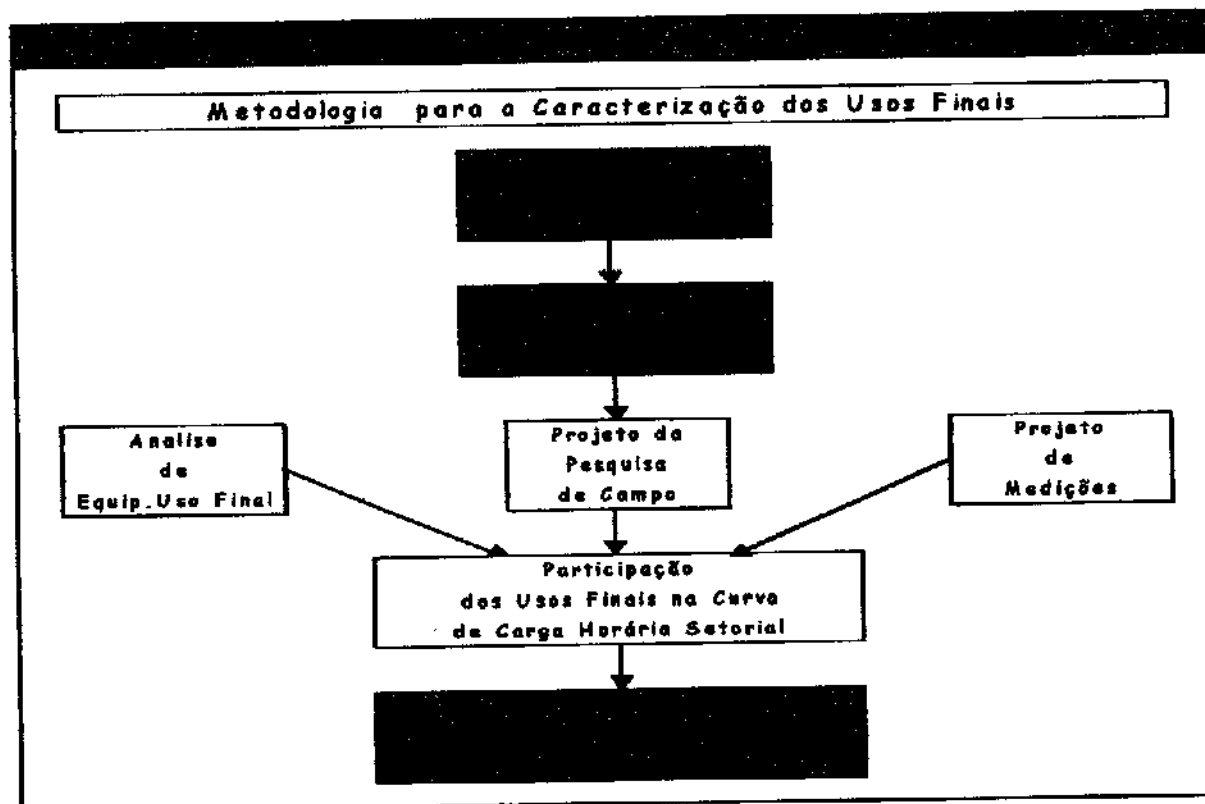 Metodologia para a Caracterização dos Usos Finais
Analise
de
Equip.Uso Final
Projeto da
Pesquisa
de Campo
Projeto
de
Medições
Participação
dos Usos Finais na Curva
de Carga Horária Setorial